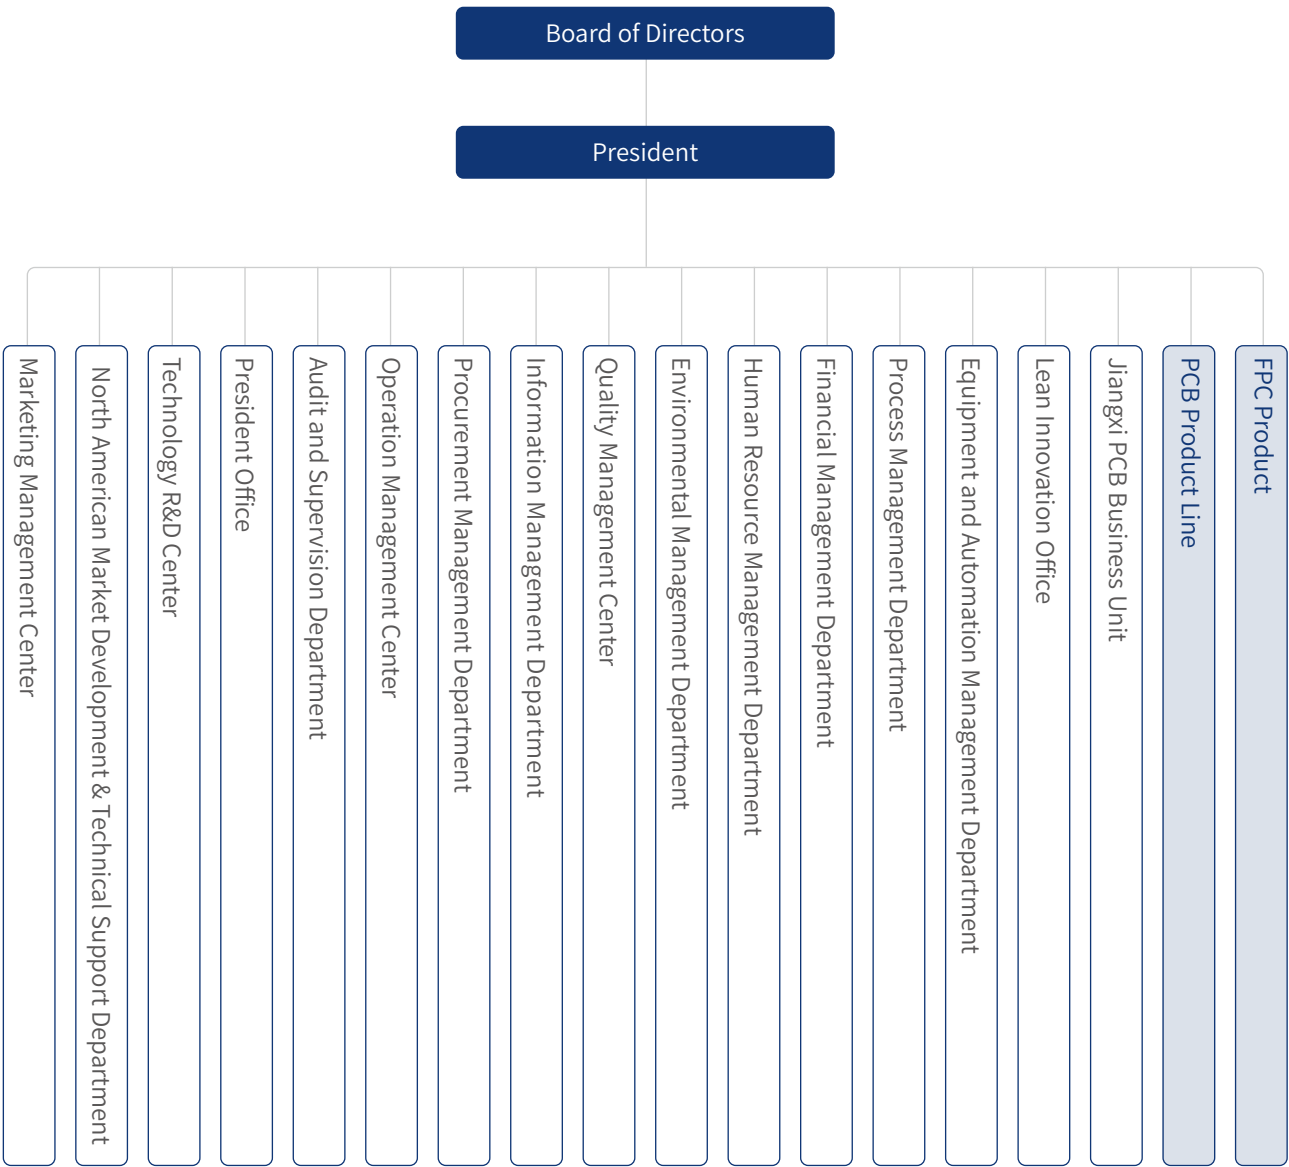 Board of Directors
President
Marketing Management Center
North American Market Development & Technical Support Department
Technology R&D Center
President Office
Audit and Supervision Department
Operation Management Center
Procurement Management Department
Information Management Department
Quality Management Center
Environmental Management Department
Human Resource Management Department
Financial Management Department
Process Management Department
Equipment and Automation Management Department
Lean Innovation Office
Jiangxi PCB Business Unit
PCB Product Line
FPC Product